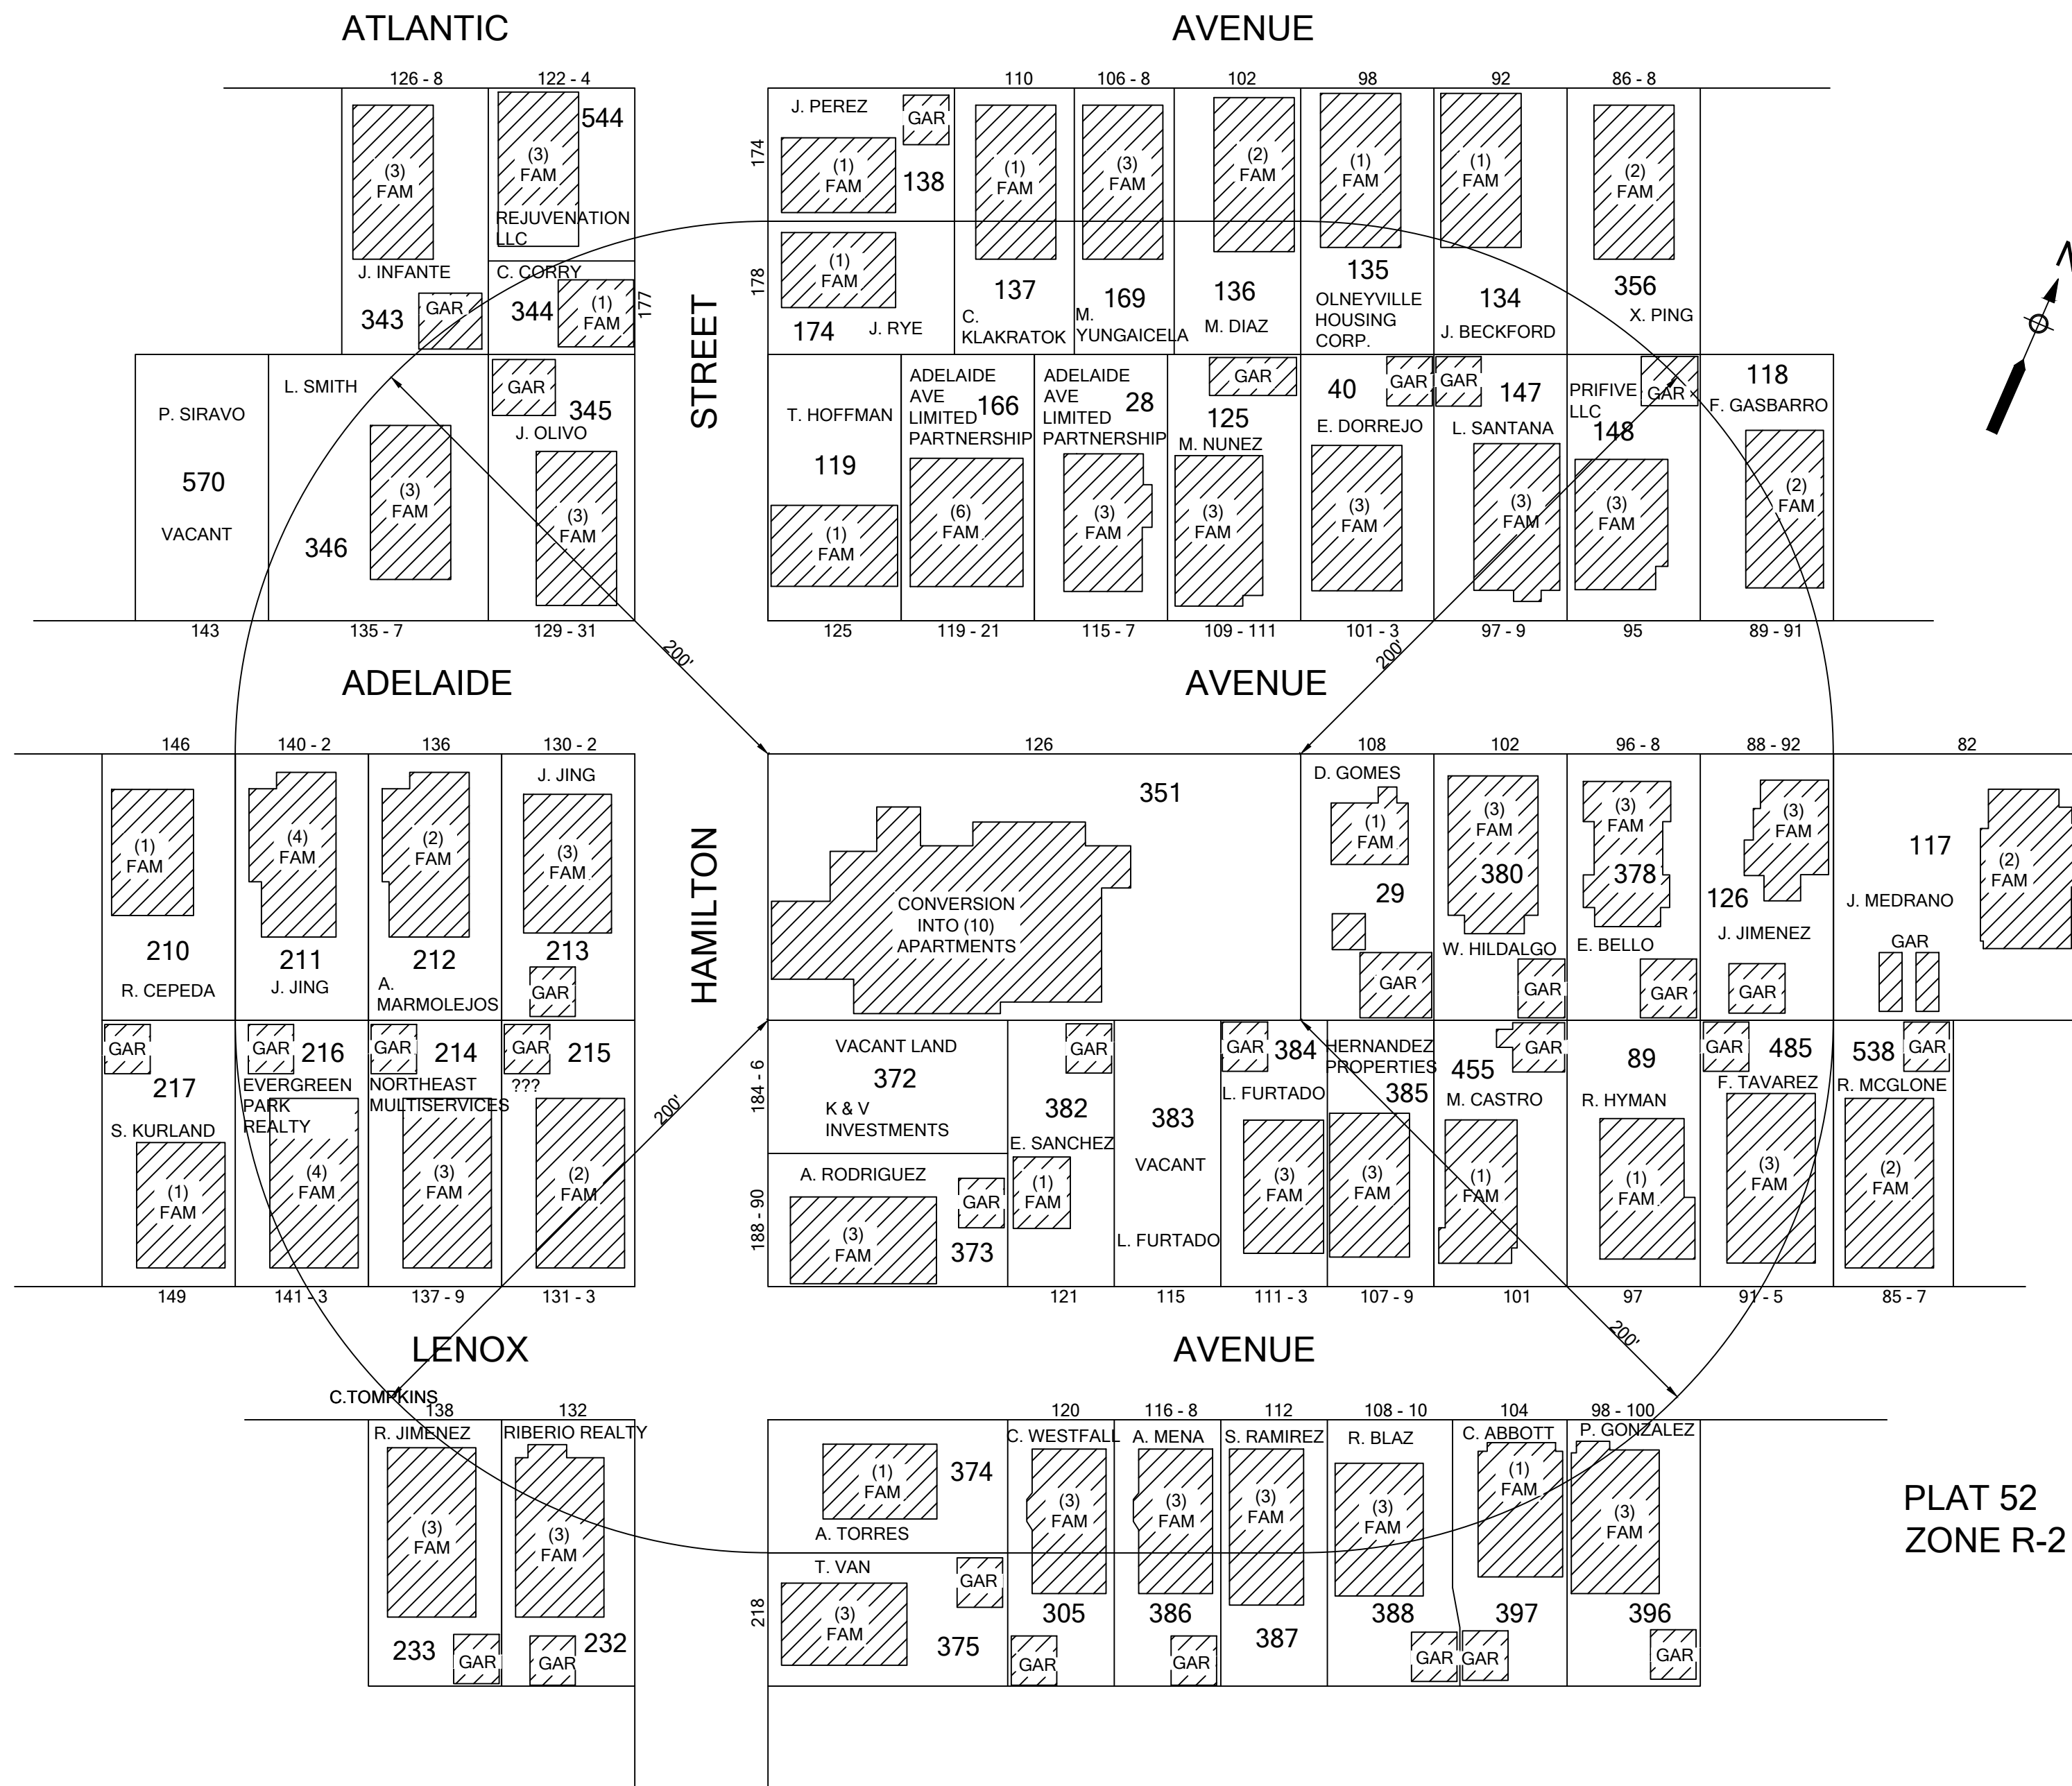 ATLANTIC AVENUE
126 - 8
122 - 4
110
106 - 8
102
98
92
86 - 8
(3)
FAM
J. INFANTE
343
GAR
544
(3)
FAM
REJUVENATION
LLC
C. CORRY
344
(1)
FAM
177
STREET
174
J. PEREZ
GAR
(1)
FAM
138
178
(1)
FAM
174
J. RYE
(1)
FAM
137
C.
KLAKRATOK
(3)
FAM
169
M.
YUNGAICELA
(2)
FAM
136
M. DIAZ
(1)
FAM
135
OLNEYVILLE
HOUSING
CORP.
(1)
FAM
134
J. BECKFORD
(2)
FAM
356
X. PING
N
P. SIRAVO
570
VACANT
L. SMITH
(3)
FAM
346
GAR
345
J. OLIVO
(3)
FAM
T. HOFFMAN
119
(1)
FAM
ADELAIDE
AVE
LIMITED
PARTNERSHIP
166
(6)
FAM
ADELAIDE
AVE
LIMITED
PARTNERSHIP
28
(3)
FAM
GAR
125
M. NUNEZ
(3)
FAM
40
GAR
E. DORREJO
(3)
FAM
GAR
147
L. SANTANA
(3)
FAM
PRIFIVE
LLC
GAR
148
(3)
FAM
118
F. GASBARRO
(2)
FAM
143
135 - 7
129 - 31
125
119 - 21
115 - 7
109 - 111
101 - 3
97 - 9
95
89 - 91
200'
200'
ADELAIDE AVENUE
146
140 - 2
136
130 - 2
126
108
102
96 - 8
88 - 92
82
(1)
FAM
210
R. CEPEDA
(4)
FAM
211
J. JING
(2)
FAM
212
A.
MARMOLEJOS
J. JING
(3)
FAM
213
GAR
HAMILTON
351
CONVERSION
INTO (10)
APARTMENTS
D. GOMES
(1)
FAM
29
GAR
(3)
FAM
380
W. HILDALGO
GAR
(3)
FAM
378
E. BELLO
GAR
(3)
FAM
126
J. JIMENEZ
GAR
117
J. MEDRANO
GAR
(2)
FAM
GAR
217
S. KURLAND
(1)
FAM
GAR
216
EVERGREEN
PARK
REALTY
(4)
FAM
GAR
214
NORTHEAST
MULTISERVICES
(3)
FAM
GAR
215
???
(2)
FAM
200'
184 - 6
VACANT LAND
372
K & V
INVESTMENTS
188 - 90
A. RODRIGUEZ
(3)
FAM
GAR
373
GAR
382
E. SANCHEZ
(1)
FAM
383
VACANT
L. FURTADO
GAR
384
L. FURTADO
(3)
FAM
HERNANDEZ
PROPERTIES
385
(3)
FAM
455
GAR
M. CASTRO
(1)
FAM
89
R. HYMAN
(1)
FAM
GAR
485
F. TAVAREZ
(3)
FAM
538
GAR
R. MCGLONE
(2)
FAM
149
141 - 3
137 - 9
131 - 3
121
115
111 - 3
107 - 9
101
97
91 - 5
85 - 7
200'
LENOX AVENUE
C.TOMPKINS
138
132
120
116 - 8
112
108 - 10
104
98 - 100
R. JIMENEZ
(3)
FAM
233
GAR
RIBERIO REALTY
(3)
FAM
232
GAR
(1)
FAM
374
A. TORRES
218
T. VAN
GAR
(3)
FAM
375
C. WESTFALL
(3)
FAM
305
GAR
A. MENA
(3)
FAM
386
GAR
S. RAMIREZ
(3)
FAM
387
R. BLAZ
(3)
FAM
388
GAR
C. ABBOTT
(1)
FAM
397
GAR
P. GONZALEZ
(3)
FAM
396
GAR
PLAT 52
ZONE R-2